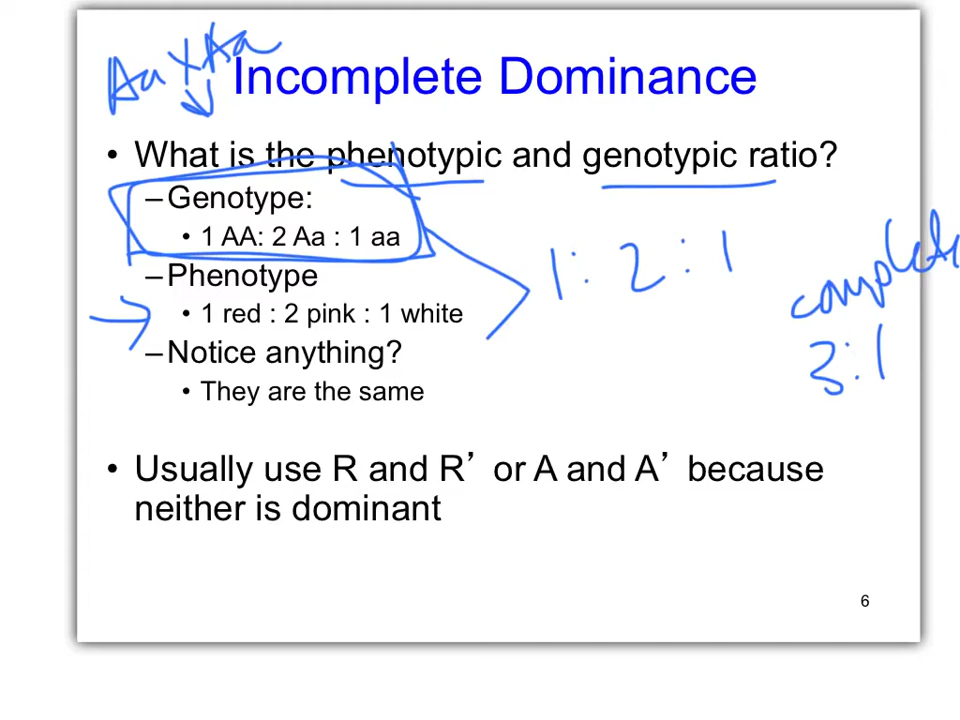 Aa X Aa
Incomplete Dominance
• What is the phenotypic and genotypic ratio?
–Genotype:
• 1 AA: 2 Aa : 1 aa
–Phenotype
• 1 red : 2 pink : 1 white
–Notice anything?
• They are the same
1 : 2 : 1
complete
3:1
• Usually use R and R’ or A and A’ because
neither is dominant
6